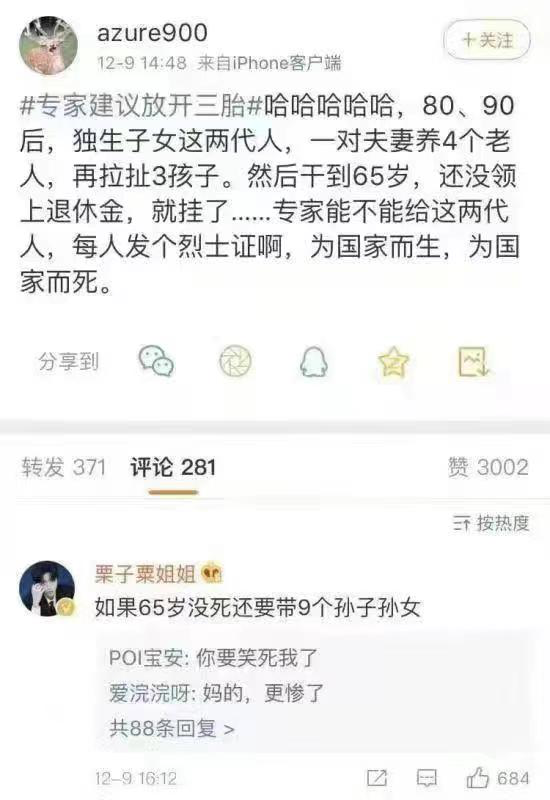 azure900
+关注
12-9 14:48 来自iPhone客户端
#专家建议放开三胎#哈哈哈哈哈，80、90
后，独生子女这两代人，一对夫妻养4个老
人，再拉扯3孩子。然后干到65岁，还没领
上退休金，就挂了......专家能不能给这两代
人，每人发个烈士证啊，为国家而生，为国
家而死。
分享到
转发 371 评论 281 赞 3002
按热度
栗子粟姐姐
如果65岁没死还要带9个孙子孙女
POI宝安: 你要笑死我了
爱浣浣呀: 妈的，更惨了
共88条回复 >
12-9 16:12 684